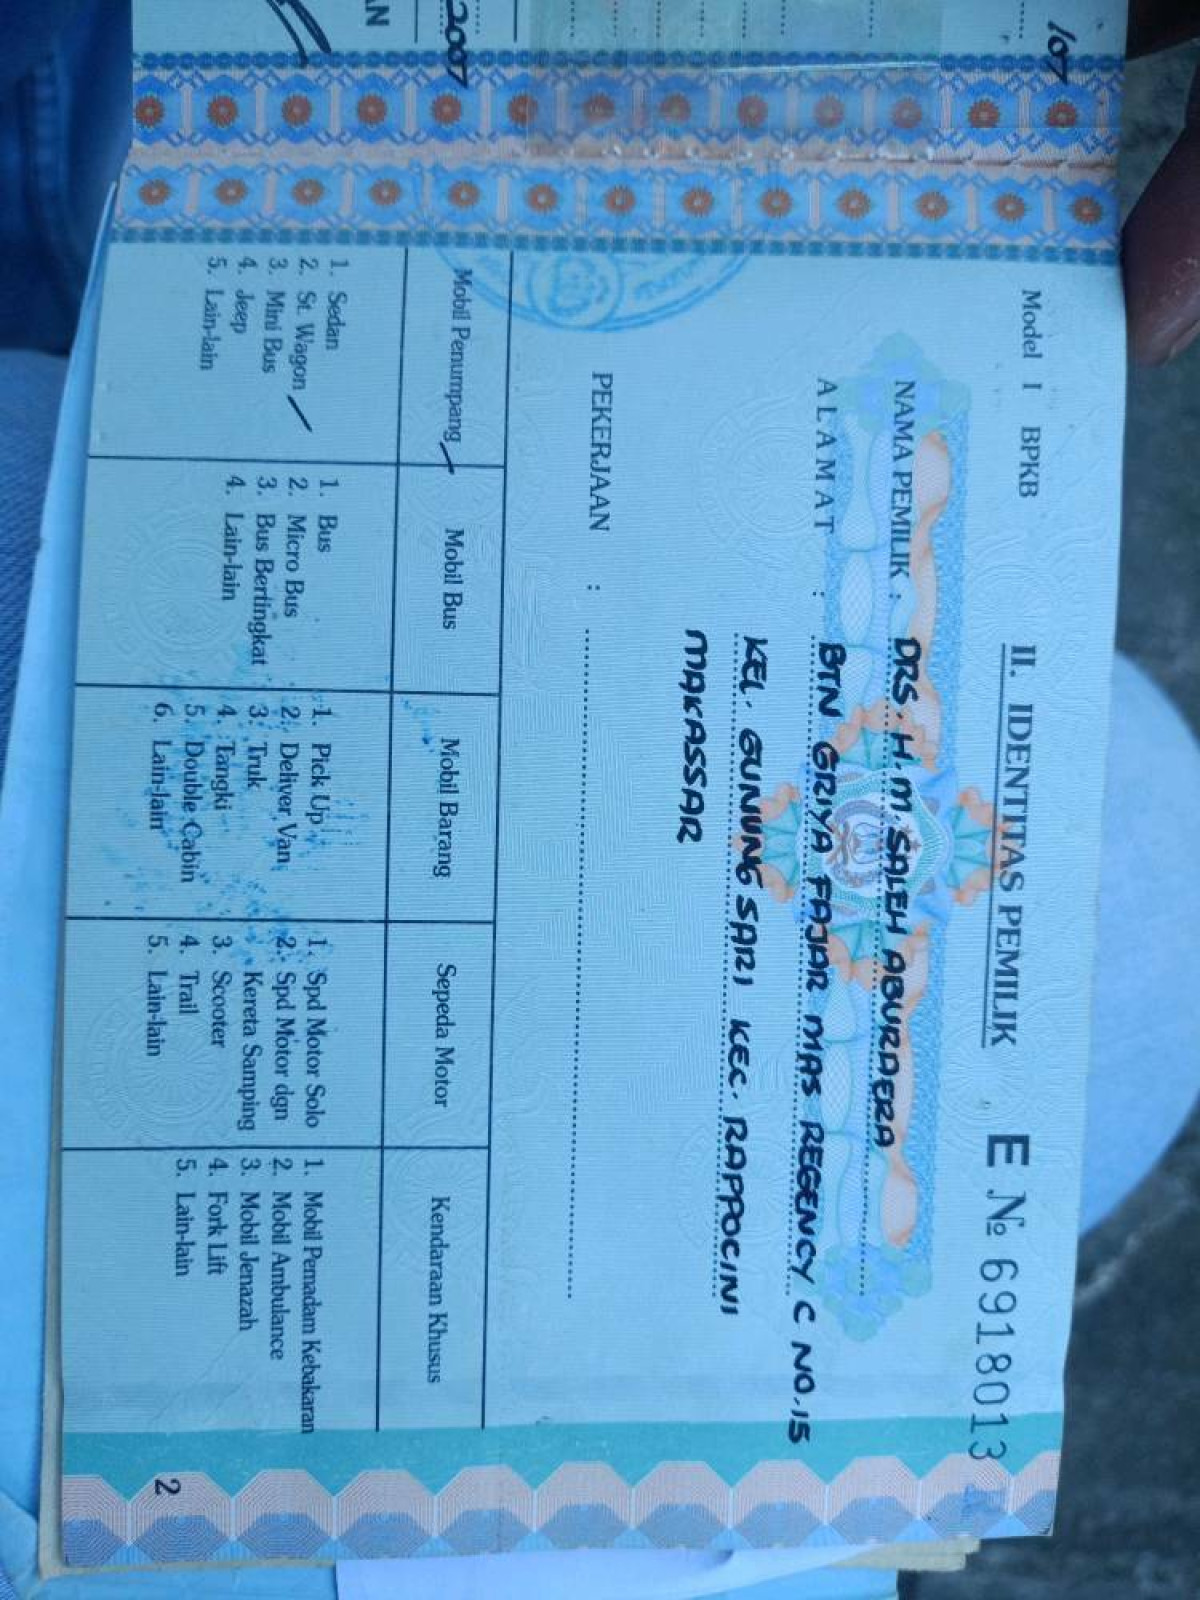 107
2007
AN
Model I BPKB
II. IDENTITAS PEMILIK
E № 6918013
NAMA PEMILIK : DRS. H.M. SALEH ABURAERA
ALAMAT : BTN GRIYA FAJAR MAS REGENCY C NO.15
KEL. GUNUNG SARI KEC. RAPPOCINI
MAKASSAR
PEKERJAAN :
Mobil Penumpang
1. Sedan
2. St. Wagon
3. Mini Bus
4. Jeep
5. Lain-lain
Mobil Bus
1. Bus
2. Micro Bus
3. Bus Bertingkat
4. Lain-lain
Mobil Barang
1. Pick Up
2. Deliver Van
3. Truk
4. Tangki
5. Double Cabin
6. Lain-lain
Sepeda Motor
1. Spd Motor Solo
2. Spd Motor dgn
Kereta Samping
3. Scooter
4. Trail
5. Lain-lain
Kendaraan Khusus
1. Mobil Pemadam Kebakaran
2. Mobil Ambulance
3. Mobil Jenazah
4. Fork Lift
5. Lain-lain
2